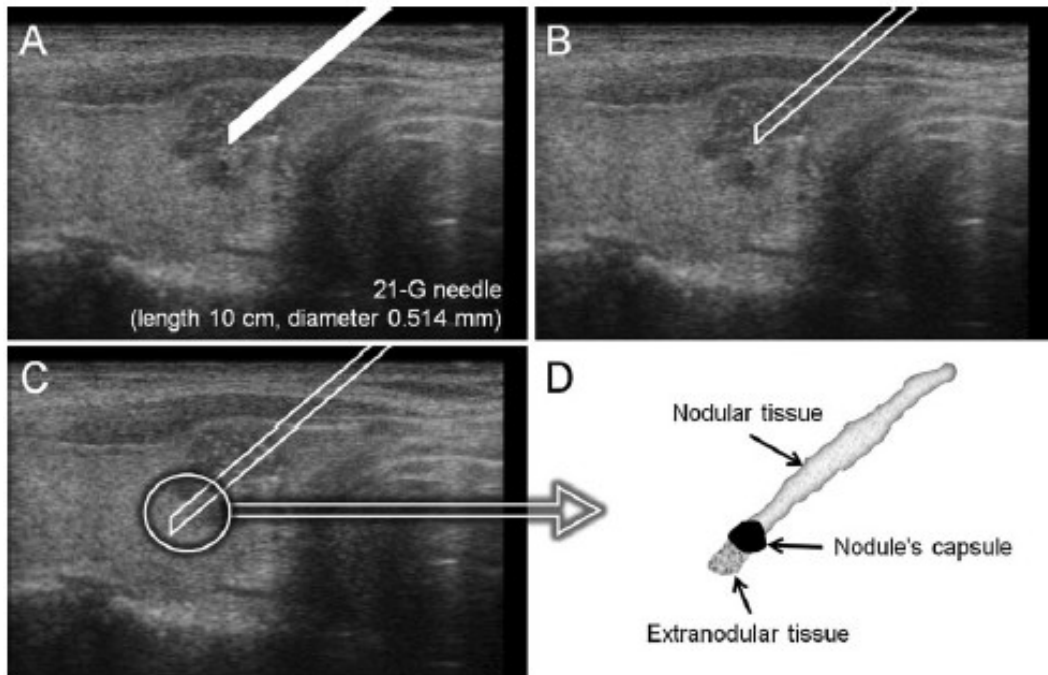 A
B
21-G needle
(length 10 cm, diameter 0.514 mm)
C
D
Nodular tissue
Nodule's capsule
Extranodular tissue